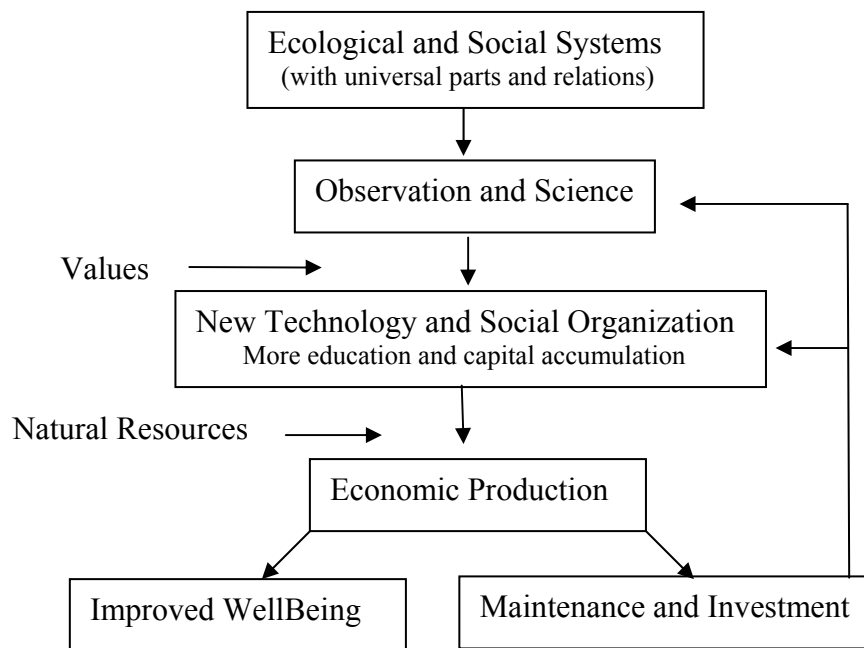 Ecological and Social Systems
(with universal parts and relations)
Observation and Science
Values
New Technology and Social Organization
More education and capital accumulation
Natural Resources
Economic Production
Improved WellBeing
Maintenance and Investment